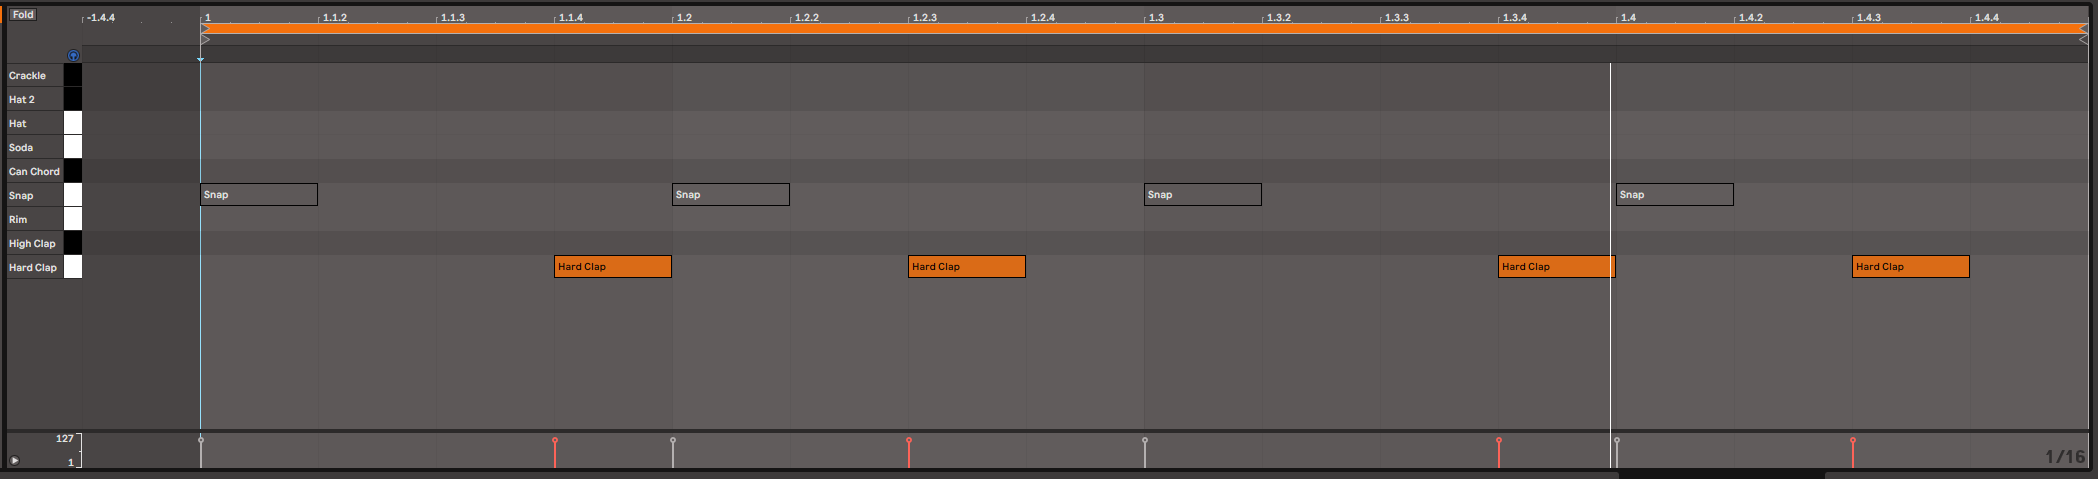 Fold
-1.4.4 1 1.1.2 1.1.3 1.1.4 1.2 1.2.2 1.2.3 1.2.4 1.3 1.3.2 1.3.3 1.3.4 1.4 1.4.2 1.4.3 1.4.4
Crackle
Hat 2
Hat
Soda
Can Chord
Snap Snap Snap Snap Snap
Rim
High Clap
Hard Clap Hard Clap Hard Clap Hard Clap Hard Clap
127
1
1/16